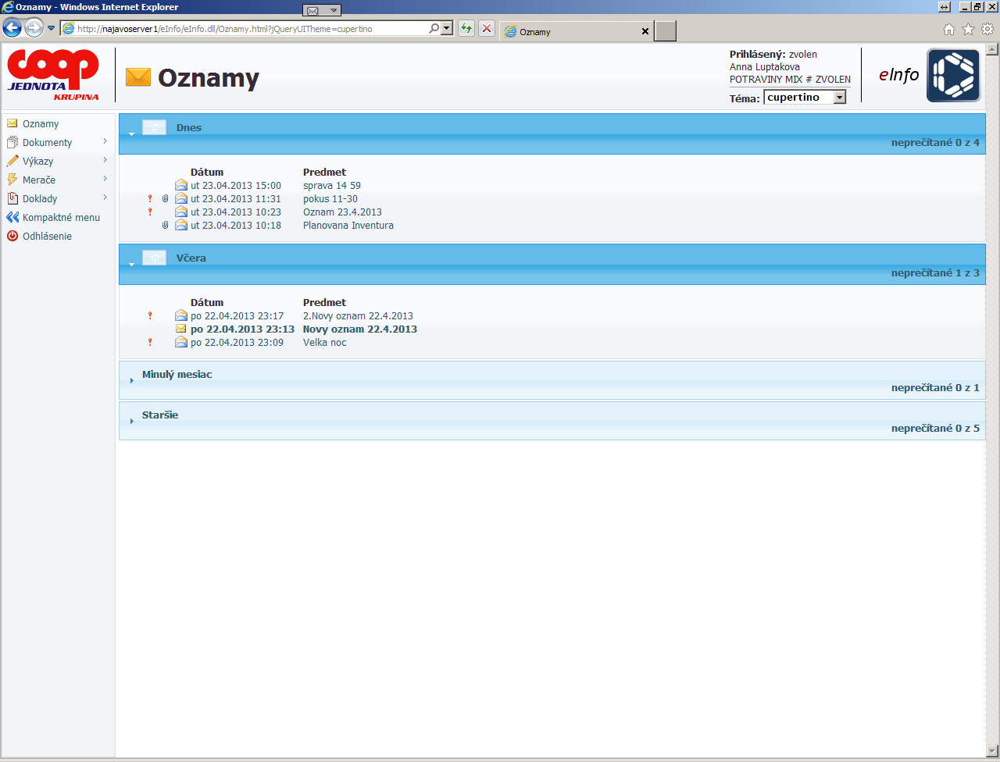 Oznamy - Windows Internet Explorer
http://najavoserver1/eInfo/eInfo.dll/Oznamy.html?jQueryUITheme=cupertino
Oznamy
coop
JEDNOTA
KRUPINA
Oznamy
Prihlásený: zvolen
Anna Luptakova
POTRAVINY MIX # ZVOLEN
Téma: cupertino
eInfo
Oznamy
Dokumenty
Výkazy
Merače
Doklady
Kompaktné menu
Odhlásenie
Dnes
neprečítané 0 z 4
Dátum Predmet
ut 23.04.2013 15:00 sprava 14 59
ut 23.04.2013 11:31 pokus 11-30
ut 23.04.2013 10:23 Oznam 23.4.2013
ut 23.04.2013 10:18 Planovana Inventura
Včera
neprečítané 1 z 3
Dátum Predmet
po 22.04.2013 23:17 2.Novy oznam 22.4.2013
po 22.04.2013 23:13 Novy oznam 22.4.2013
po 22.04.2013 23:09 Velka noc
Minulý mesiac
neprečítané 0 z 1
Staršie
neprečítané 0 z 5